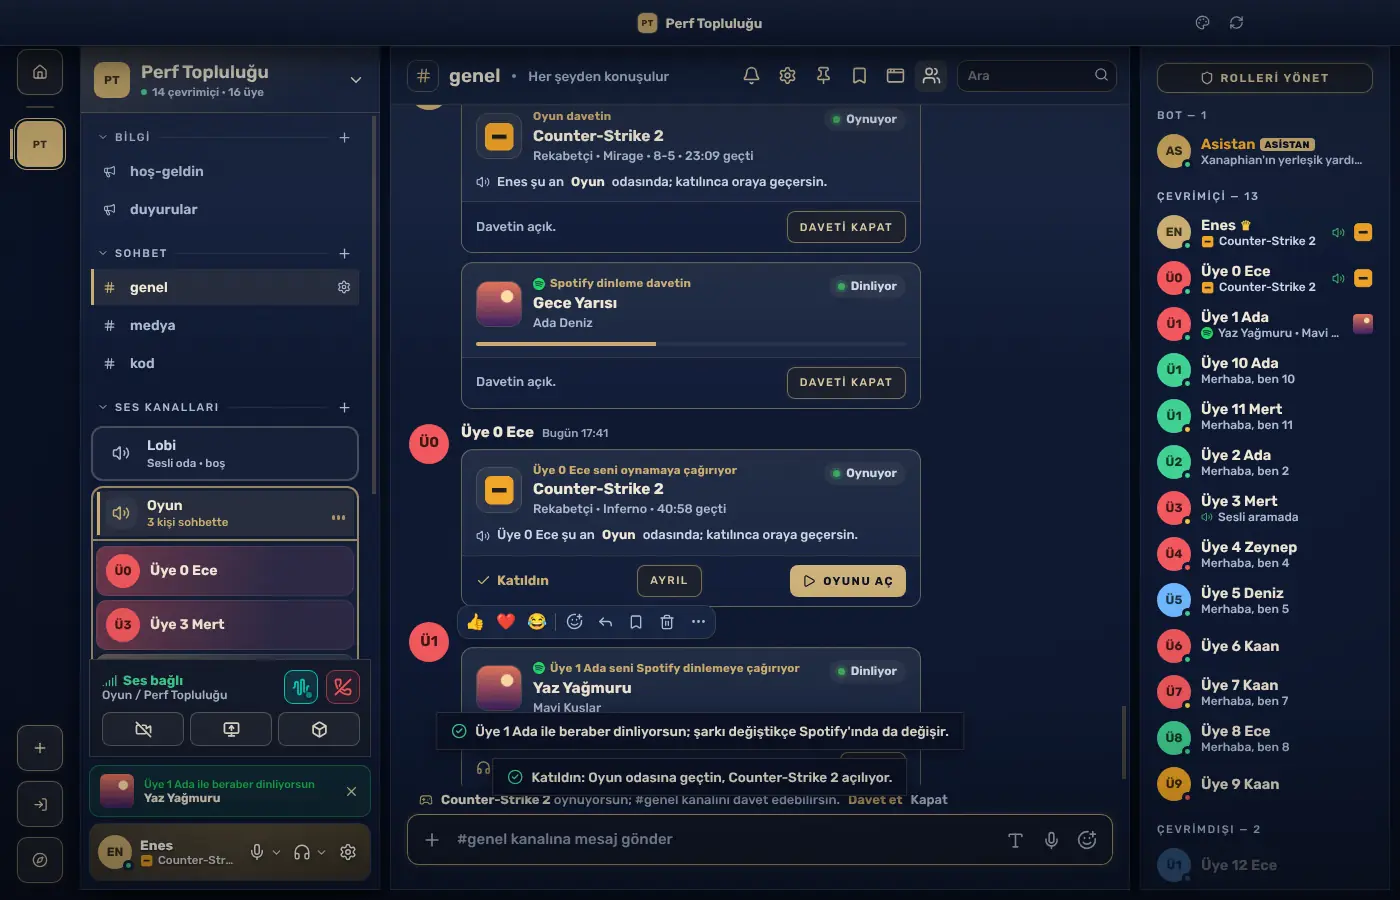 PT Perf Topluluğu
PT
Perf Topluluğu
14 çevrimiçi • 16 üye
PT
BİLGİ
hoş-geldin
duyurular
SOHBET
# genel
# medya
# kod
SES KANALLARI
Lobi
Sesli oda • boş
Oyun
3 kişi sohbette
Ü0 Üye 0 Ece
Ü3 Üye 3 Mert
Ses bağlı
Oyun / Perf Topluluğu
Üye 1 Ada ile beraber dinliyorsun
Yaz Yağmuru
EN
Enes
Counter-Str...
# genel • Her şeyden konuşulur
Ara
Oyun davetin
Counter-Strike 2
Oynuyor
Rekabetçi • Mirage • 8–5 • 23:09 geçti
Enes şu an Oyun odasında; katılınca oraya geçersin.
Davetin açık.
DAVETİ KAPAT
Spotify dinleme davetin
Dinliyor
Gece Yarısı
Ada Deniz
Davetin açık.
DAVETİ KAPAT
Ü0
Üye 0 Ece Bugün 17:41
Üye 0 Ece seni oynamaya çağırıyor
Oynuyor
Counter-Strike 2
Rekabetçi • Inferno • 40:58 geçti
Üye 0 Ece şu an Oyun odasında; katılınca oraya geçersin.
Katıldın
AYRIL
OYUNU AÇ
Ü1
Üye 1 Ada seni Spotify dinlemeye çağırıyor
Dinliyor
Yaz Yağmuru
Mavi Kuşlar
Üye 1 Ada ile beraber dinliyorsun; şarkı değiştikçe Spotify'ında da değişir.
Katıldın: Oyun odasına geçtin, Counter-Strike 2 açılıyor.
Counter-Strike 2 oynuyorsun; #genel kanalını davet edebilirsin. Davet et Kapat
#genel kanalına mesaj gönder
ROLLERİ YÖNET
BOT — 1
AS
Asistan ASİSTAN
Xanaphian'ın yerleşik yardı...
ÇEVRİMİÇİ — 13
EN
Enes
Counter-Strike 2
Ü0
Üye 0 Ece
Counter-Strike 2
Ü1
Üye 1 Ada
Yaz Yağmuru • Mavi ...
Ü1
Üye 10 Ada
Merhaba, ben 10
Ü1
Üye 11 Mert
Merhaba, ben 11
Ü2
Üye 2 Ada
Merhaba, ben 2
Ü3
Üye 3 Mert
Sesli aramada
Ü4
Üye 4 Zeynep
Merhaba, ben 4
Ü5
Üye 5 Deniz
Merhaba, ben 5
Ü6
Üye 6 Kaan
Ü7
Üye 7 Kaan
Merhaba, ben 7
Ü8
Üye 8 Ece
Merhaba, ben 8
Ü9
Üye 9 Kaan
ÇEVRİMDIŞI — 2
Ü1
Üye 12 Ece